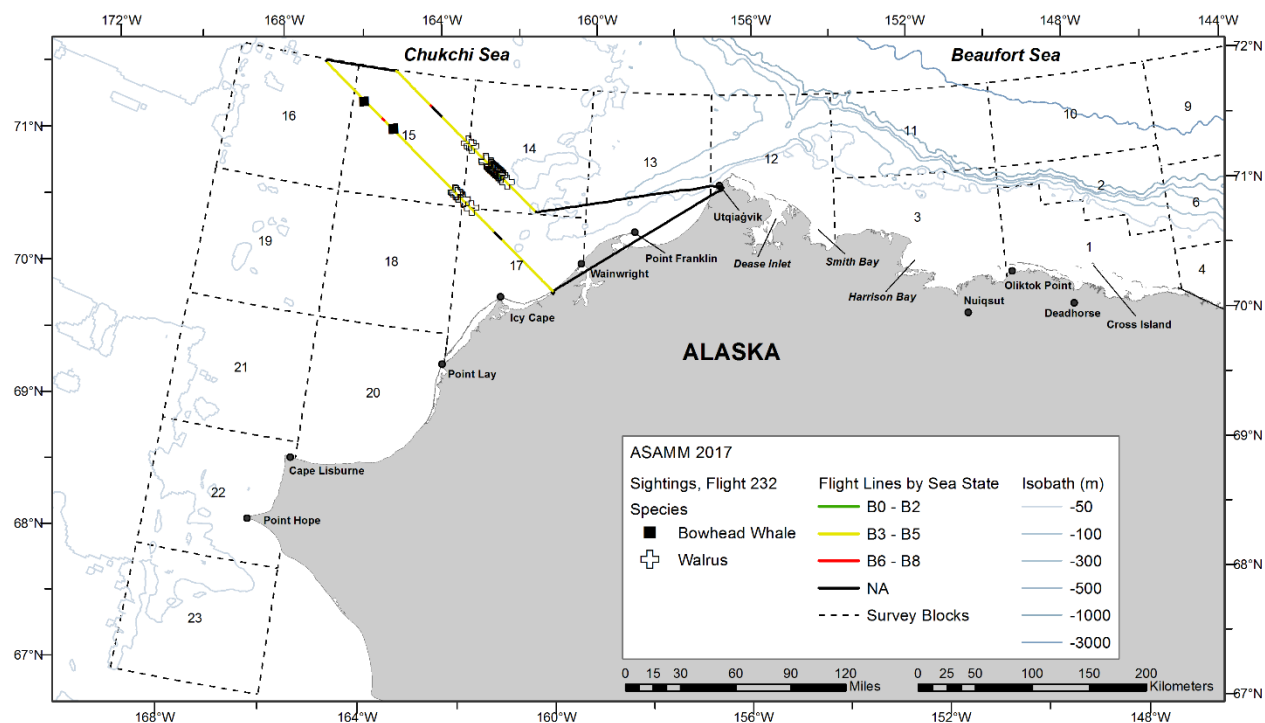 172°W 168°W 164°W 160°W 156°W 152°W 148°W 144°W
Chukchi Sea Beaufort Sea
72°N
71°N
16
15
14
13
12
11
10
9
2
6
3
1
4
71°N
Utqiaġvik
Point Franklin
Dease Inlet
Smith Bay
Harrison Bay
Wainwright
Icy Cape
19
18
17
70°N
Oliktok Point
Nuiqsut
Deadhorse
Cross Island
70°N
ALASKA
21
20
Point Lay
69°N
69°N
Cape Lisburne
22
Point Hope
68°N
68°N
23
67°N
67°N
ASAMM 2017
Sightings, Flight 232
Species
Bowhead Whale
Walrus
Flight Lines by Sea State
B0 - B2
B3 - B5
B6 - B8
NA
Survey Blocks
Isobath (m)
-50
-100
-300
-500
-1000
-3000
0 15 30 60 90 120
Miles
0 25 50 100 150 200
Kilometers
168°W 164°W 160°W 156°W 152°W 148°W